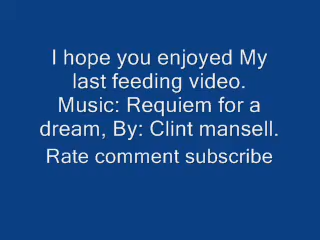 I hope you enjoyed My
last feeding video.
Music: Requiem for a
dream, By: Clint mansell.
Rate comment subscribe